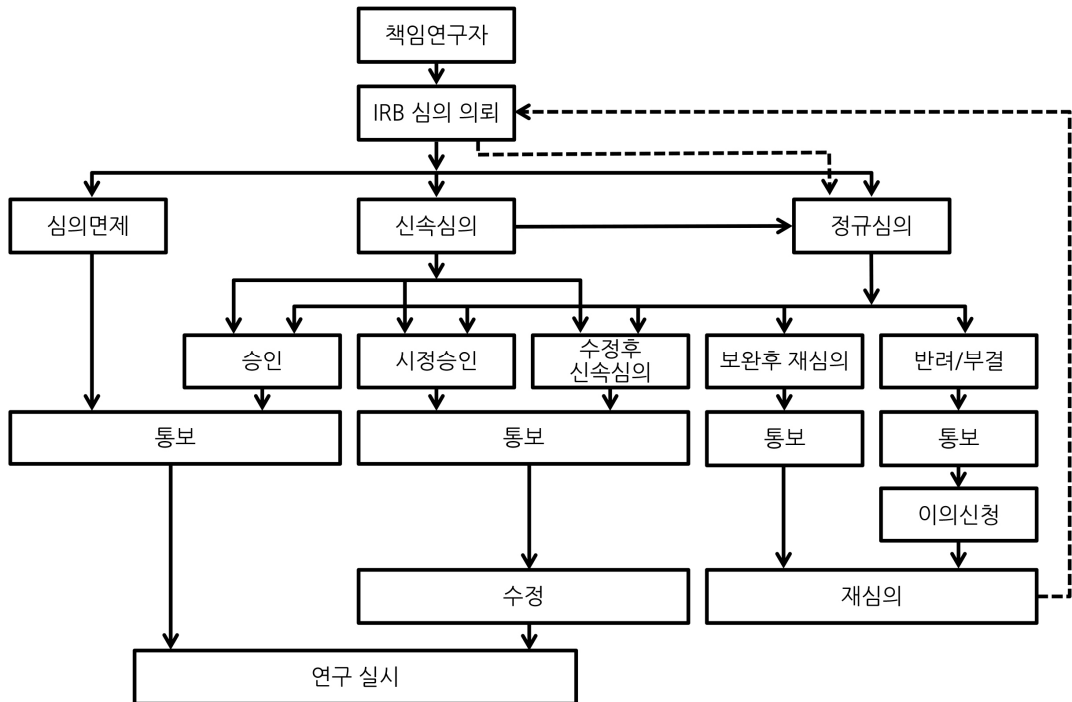 책임연구자
IRB 심의 의뢰
심의면제
신속심의
정규심의
승인
시정승인
수정후
신속심의
보완후 재심의
반려/부결
통보
통보
통보
통보
이의신청
수정
재심의
연구 실시